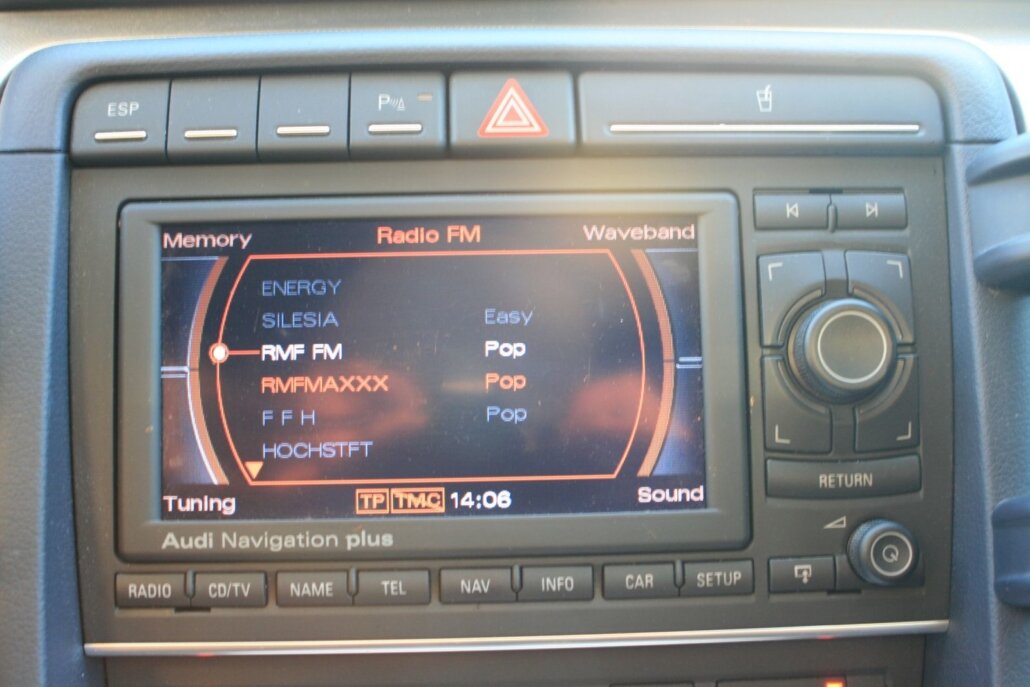 ESP
P
Memory Radio FM Waveband
ENERGY
SILESIA Easy
RMF FM Pop
RMFMAXXX Pop
F F H Pop
HOCHSTFT
Tuning TP TMC 14:06 Sound
RETURN
Audi Navigation plus
RADIO CD/TV NAME TEL NAV INFO CAR SETUP